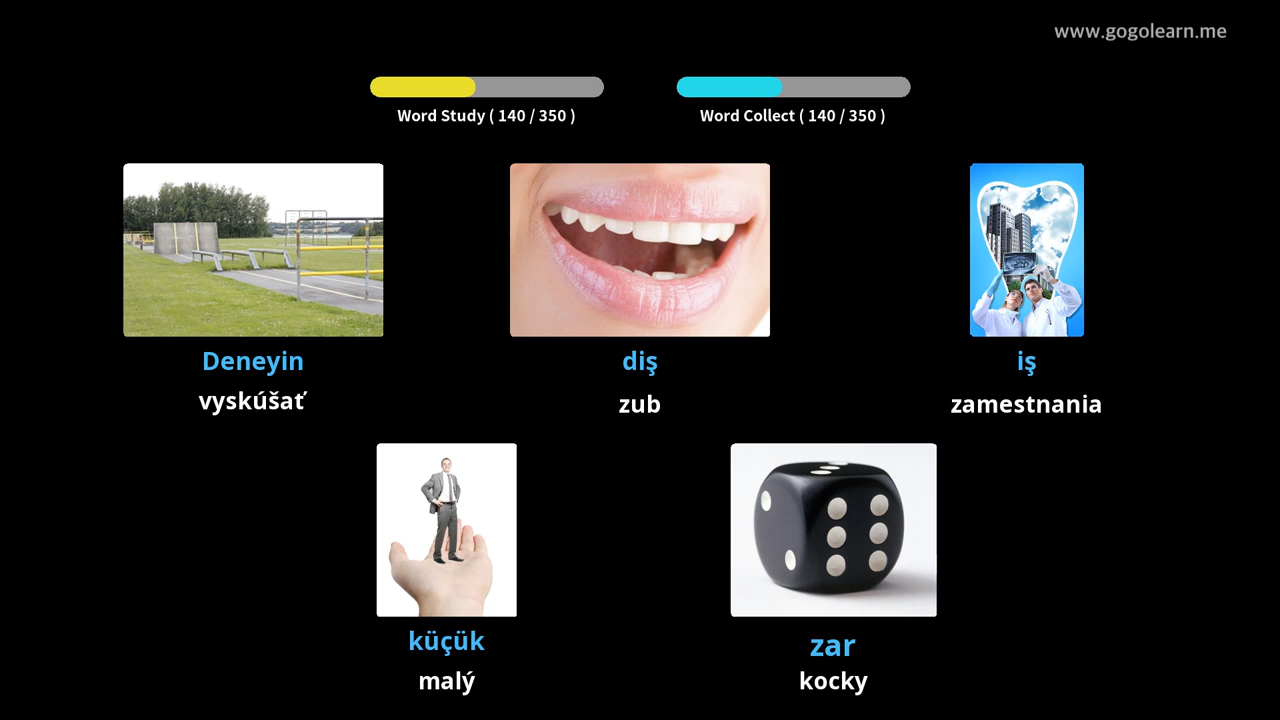 www.gogolearn.me
Word Study ( 140 / 350 )
Word Collect ( 140 / 350 )
Deneyin
vyskúšať
diş
zub
iş
zamestnania
küçük
malý
zar
kocky